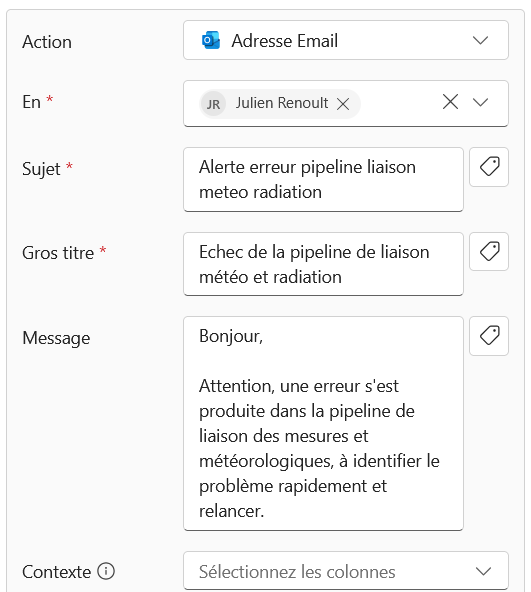 Action
Adresse Email
En *
JR Julien Renoult
Sujet *
Alerte erreur pipeline liaison
meteo radiation
Gros titre *
Echec de la pipeline de liaison
météo et radiation
Message
Bonjour,
Attention, une erreur s'est
produite dans la pipeline de
liaison des mesures et
météorologiques, à identifier le
problème rapidement et
relancer.
Contexte
Sélectionnez les colonnes